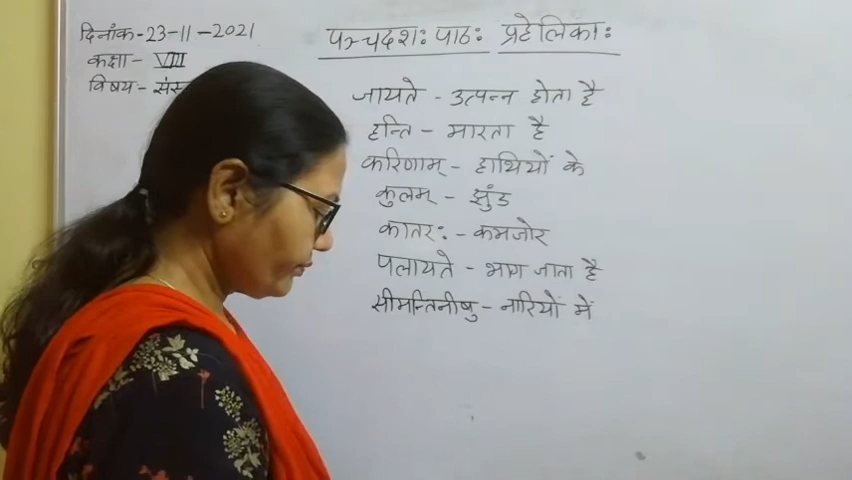 दिनांक-23-11-2021
कक्षा- VIII
विषय-
पञ्चदश: पाठ: प्रहेलिका:
जायते - उत्पन्न होता है
हन्ति - मारता है
करिणाम् - हाथियों के
कुलम् - झुंड
कातर: - कमजोर
पलायते - भाग जाता है
सीमन्तिनीषु - नारियों में